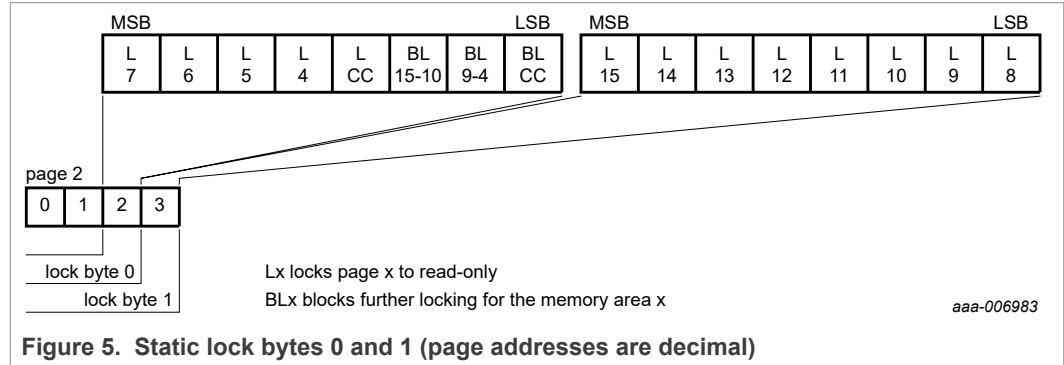 MSB LSB MSB LSB
L L L L L BL BL BL L L L L L L L L
7 6 5 4 CC 15-10 9-4 CC 15 14 13 12 11 10 9 8
page 2
0 1 2 3
lock byte 0 Lx locks page x to read-only
lock byte 1 BLx blocks further locking for the memory area x
aaa-006983
Figure 5. Static lock bytes 0 and 1 (page addresses are decimal)